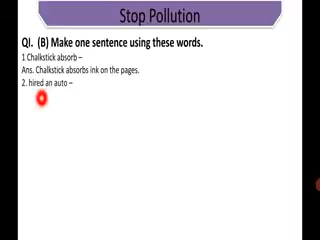 Stop Pollution
QI. (B) Make one sentence using these words.
1 Chalkstick absorb –
Ans. Chalkstick absorbs ink on the pages.
2. hired an auto –